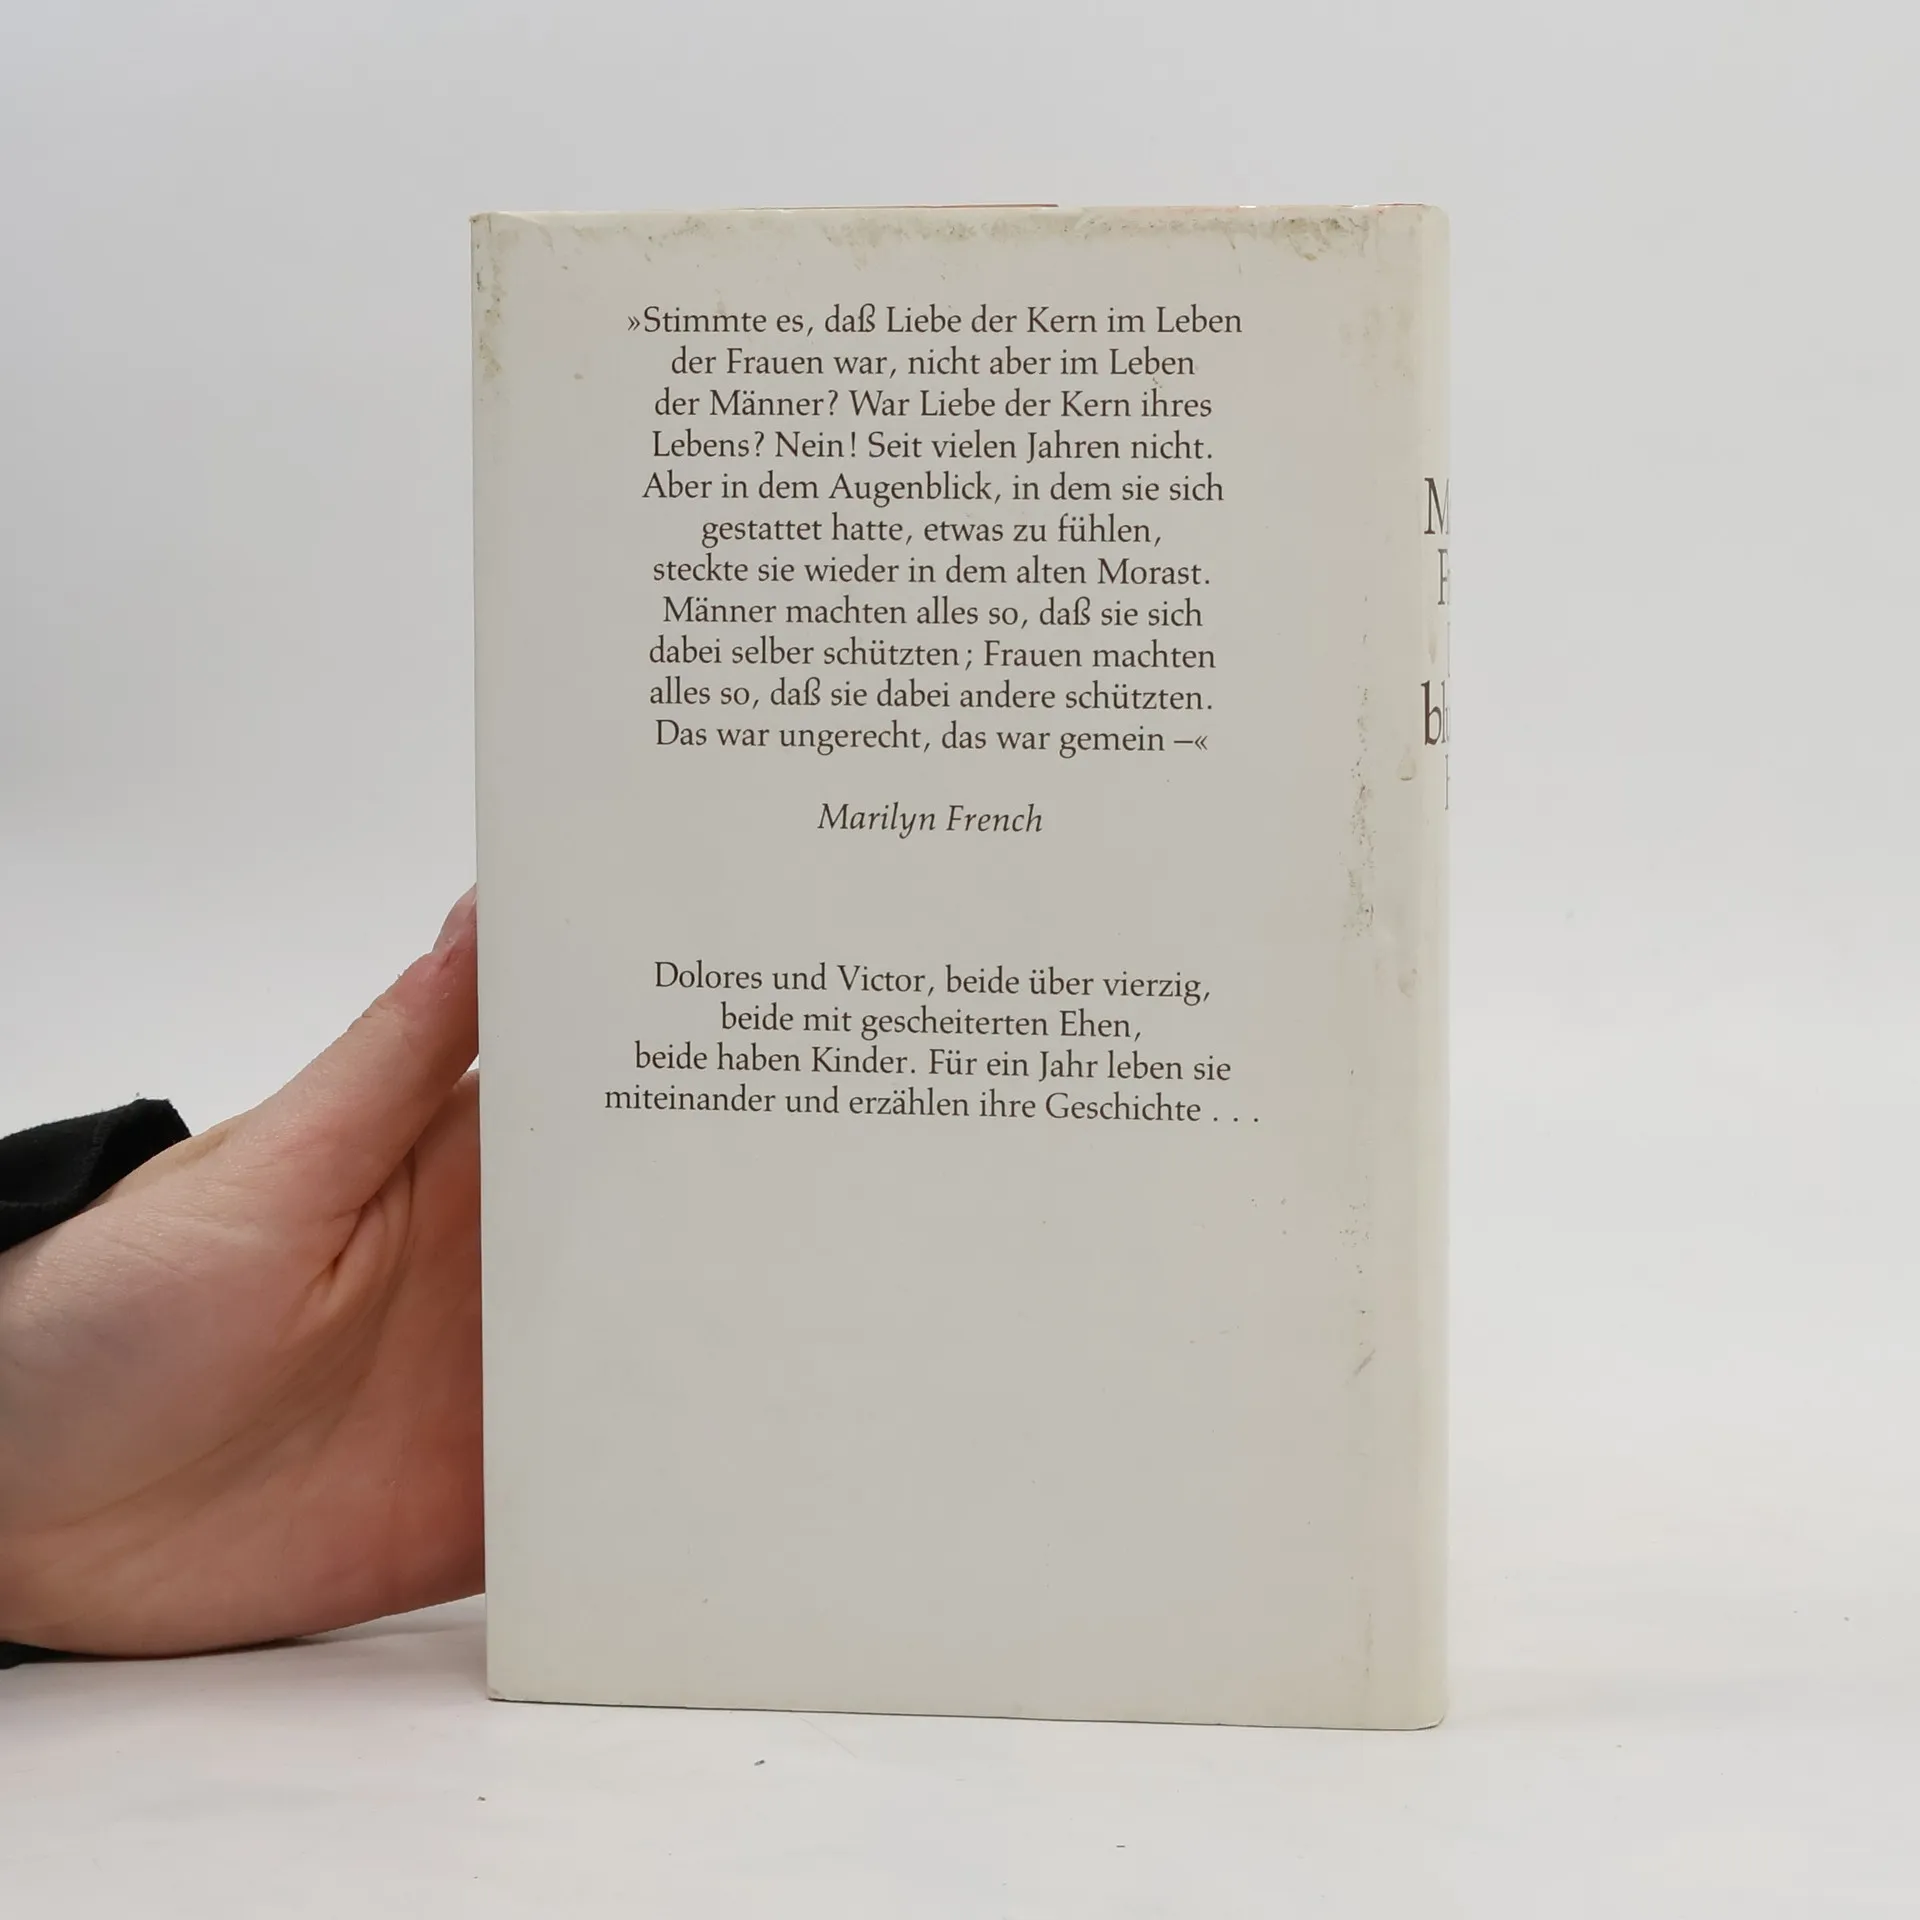 »Stimmte es, daß Liebe der Kern im Leben
der Frauen war, nicht aber im Leben
der Männer? War Liebe der Kern ihres
Lebens? Nein! Seit vielen Jahren nicht.
Aber in dem Augenblick, in dem sie sich
gestattet hatte, etwas zu fühlen,
steckte sie wieder in dem alten Morast.
Männer machten alles so, daß sie sich
dabei selber schützten; Frauen machten
alles so, daß sie dabei andere schützten.
Das war ungerecht, das war gemein –«
Marilyn French
Dolores und Victor, beide über vierzig,
beide mit gescheiterten Ehen,
beide haben Kinder. Für ein Jahr leben sie
miteinander und erzählen ihre Geschichte . . .